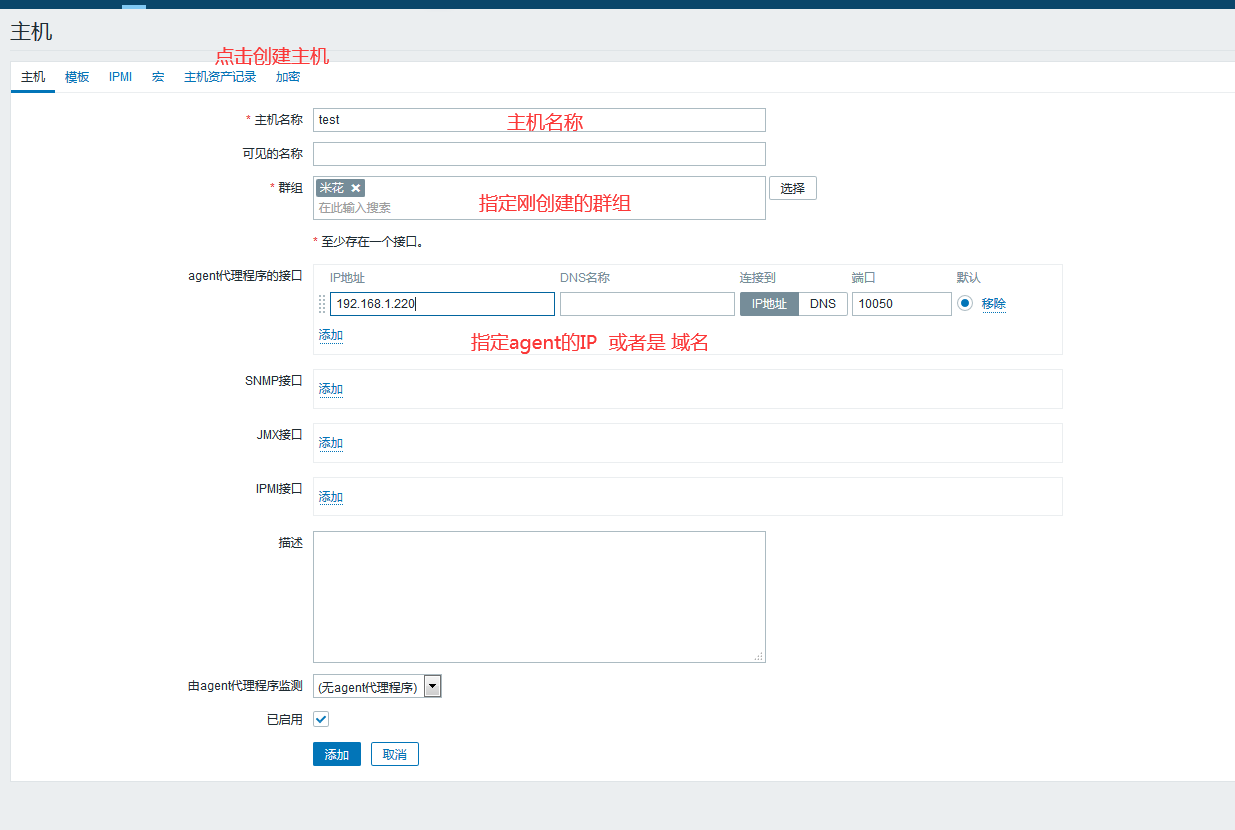 主机
点击创建主机
主机 模板 IPMI 宏 主机资产记录 加密
* 主机名称 test 主机名称
可见的名称
* 群组 米花 选择
在此输入搜索 指定刚创建的群组
* 至少存在一个接口。
agent代理程序的接口 IP地址 DNS名称 连接到 端口 默认
192.168.1.220 IP地址 DNS 10050 移除
添加 指定agent的IP 或者是 域名
SNMP接口 添加
JMX接口 添加
IPMI接口 添加
描述
由agent代理程序监测 (无agent代理程序)
已启用
添加 取消